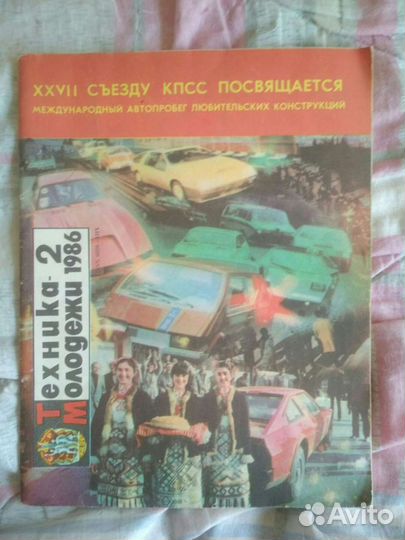 XXVII СЪЕЗДУ КПСС ПОСВЯЩАЕТСЯ
МЕЖДУНАРОДНЫЙ АВТОПРОБЕГ ЛЮБИТЕЛЬСКИХ КОНСТРУКЦИЙ
Техника-2
Молодежи 1986
Avito